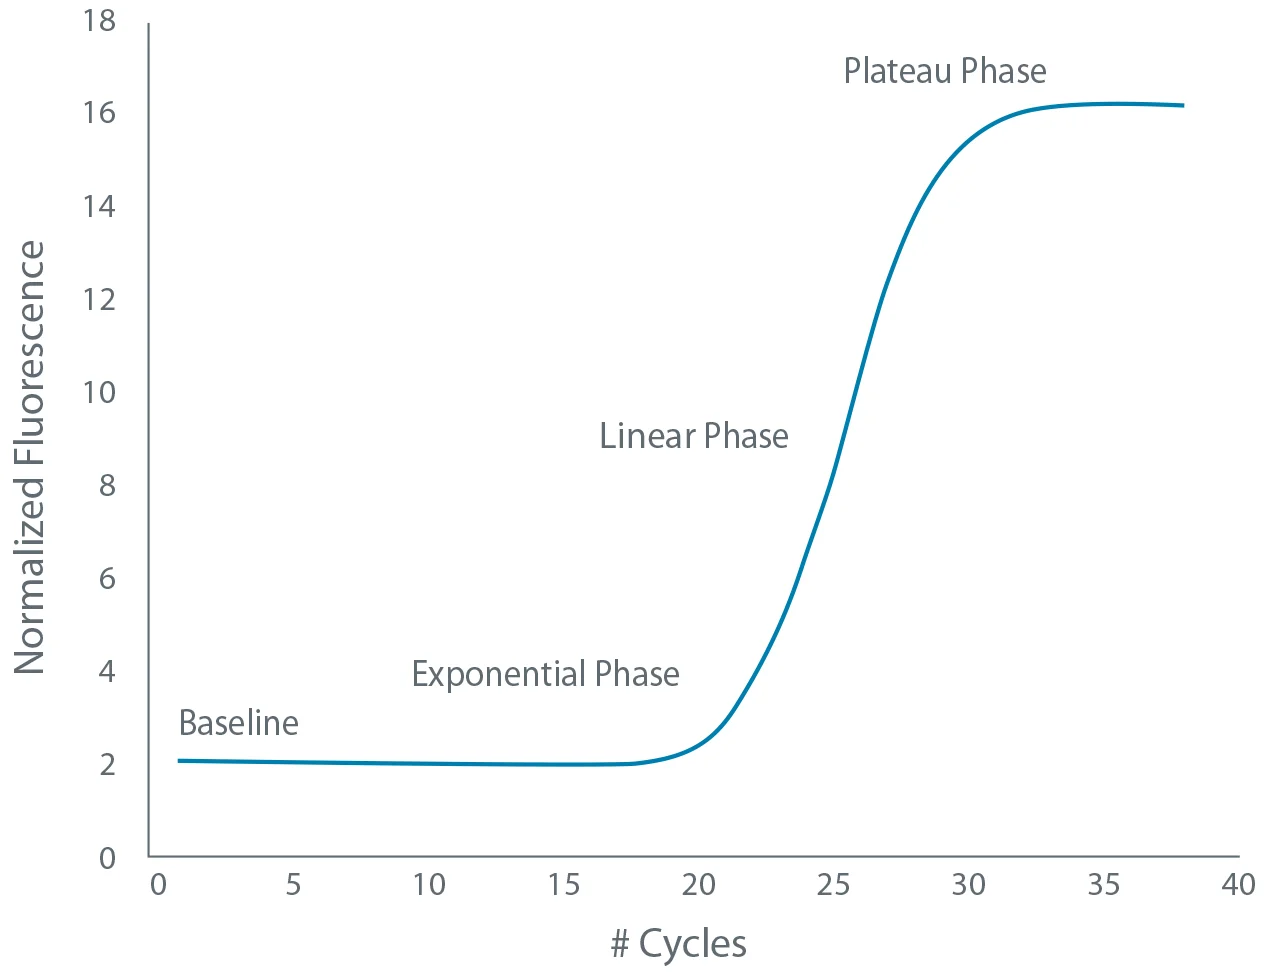 18
Plateau Phase
16
14
12
10
Linear Phase
8
6
Exponential Phase
4
Baseline
2
0
Normalized Fluorescence
0 5 10 15 20 25 30 35 40
# Cycles